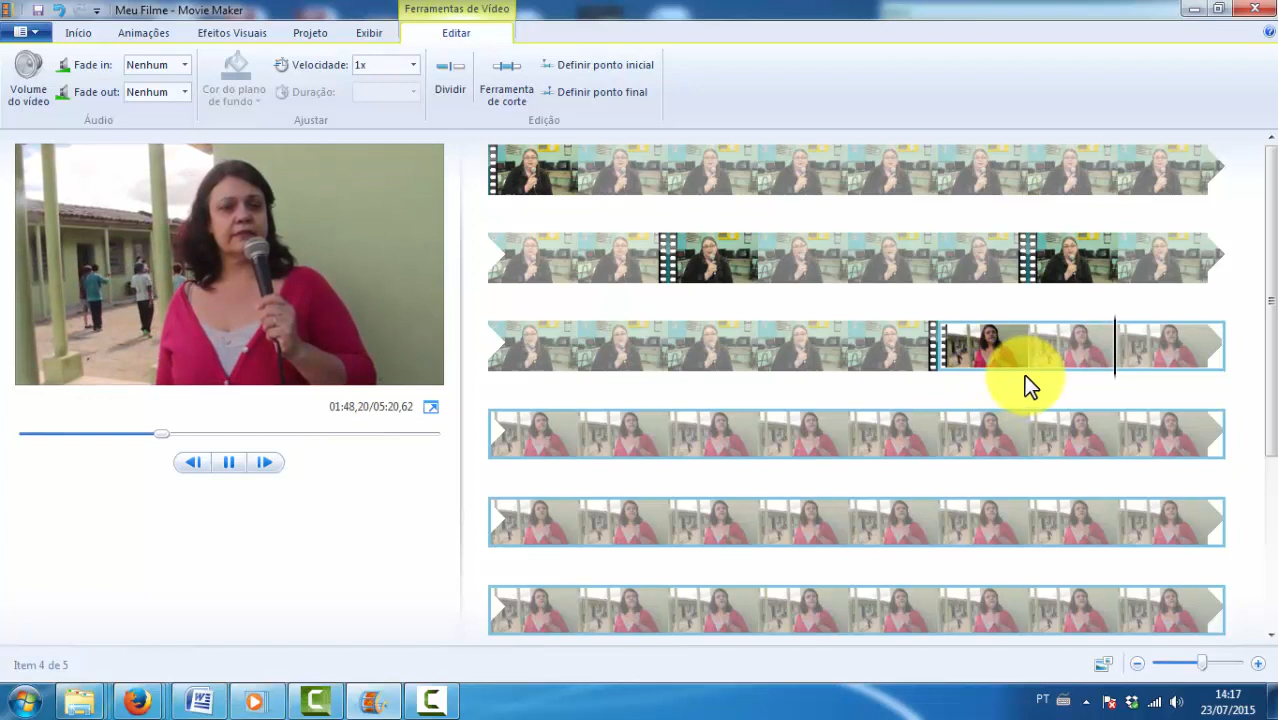 Meu Filme - Movie Maker
Ferramentas de Vídeo
Início
Animações
Efeitos Visuais
Projeto
Exibir
Editar
Volume do vídeo
Fade in:
Nenhum
Fade out:
Nenhum
Áudio
Cor do plano de fundo
Velocidade:
1x
Duração:
Ajustar
Dividir
Ferramenta de corte
Definir ponto inicial
Definir ponto final
Edição
01:48,20/05:20,62
Item 4 de 5
PT
14:17
23/07/2015